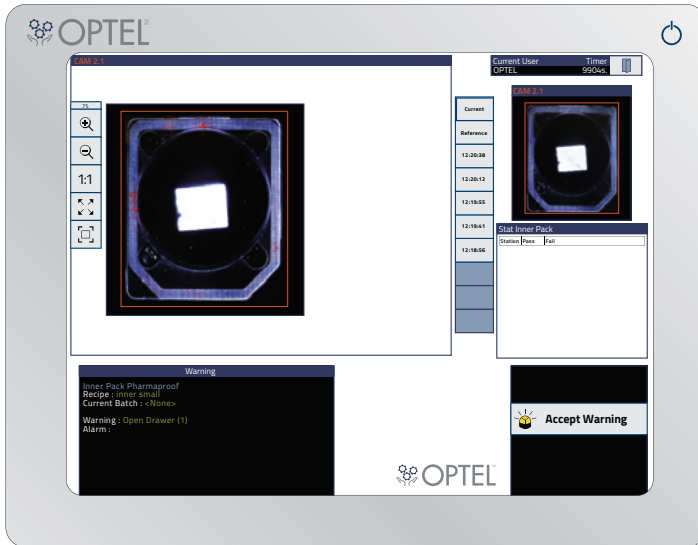 OPTEL
CAM 2.1
Current User Timer
OPTEL 9904s.
75
1:1
Current
Reference
12:20:38
12:20:12
12:19:55
12:19:41
12:18:56
CAM 2.1
Stat Inner Pack
Station Pass Fail
Warning
Inner Pack Pharmaproof
Recipe : inner small
Current Batch : <None>
Warning : Open Drawer (1)
Alarm :
Accept Warning
OPTEL